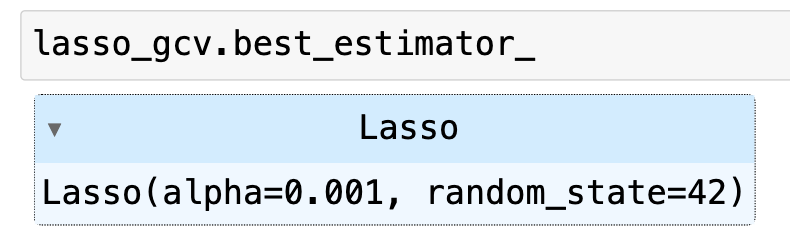 lasso_gcv.best_estimator_
▼ Lasso
Lasso(alpha=0.001, random_state=42)